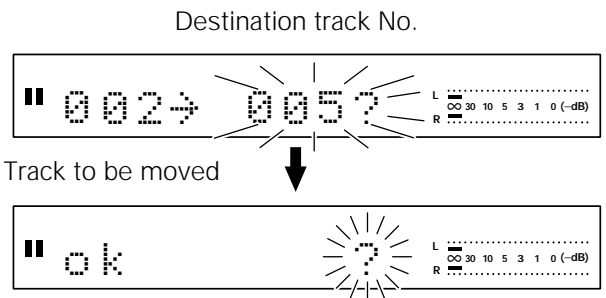 Destination track No.
002→ 005?
L
∞ 30 10 5 3 1 0 (−dB)
R
Track to be moved
ok ?
L
∞ 30 10 5 3 1 0 (−dB)
R